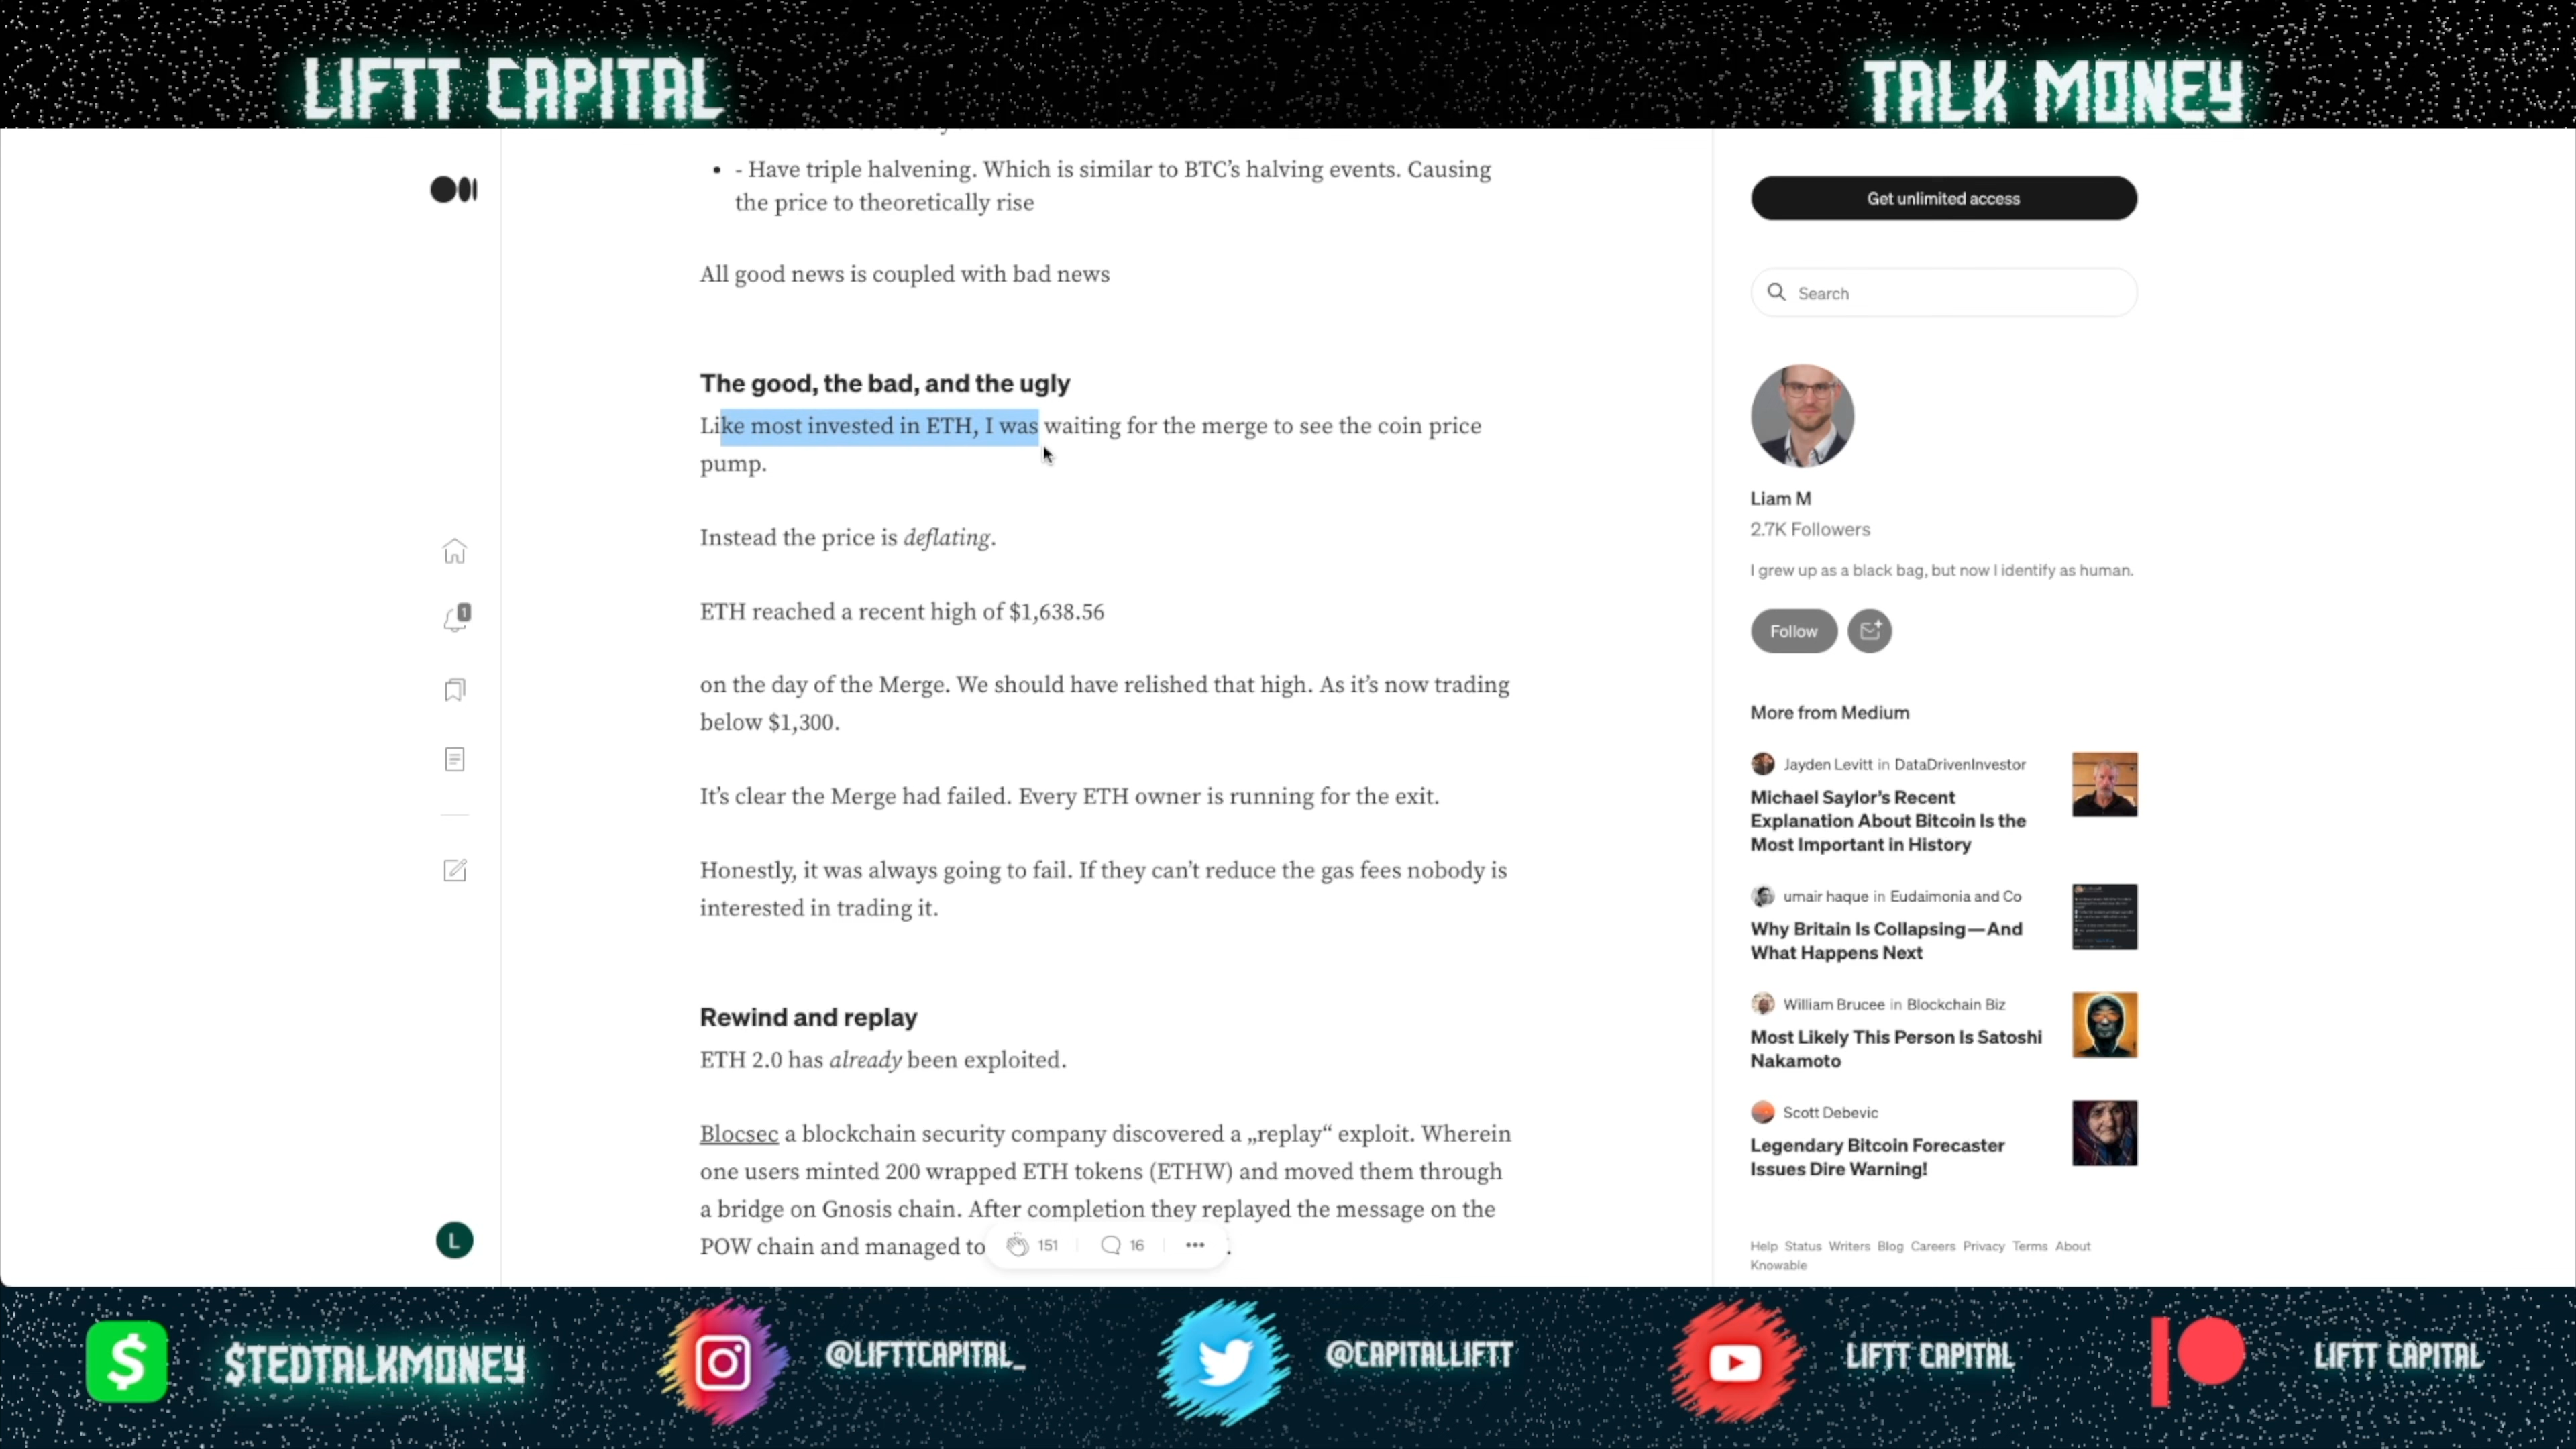 LIFTT CAPITAL
TALK MONEY
- Have triple halvening. Which is similar to BTC's halving events. Causing
the price to theoretically rise
All good news is coupled with bad news
The good, the bad, and the ugly
Like most invested in ETH, I was waiting for the merge to see the coin price
pump.
Instead the price is deflating.
ETH reached a recent high of $1,638.56
on the day of the Merge. We should have relished that high. As it's now trading
below $1,300.
It's clear the Merge had failed. Every ETH owner is running for the exit.
Honestly, it was always going to fail. If they can't reduce the gas fees nobody is
interested in trading it.
Rewind and replay
ETH 2.0 has already been exploited.
Blocsec a blockchain security company discovered a „replay“ exploit. Wherein
one users minted 200 wrapped ETH tokens (ETHW) and moved them through
a bridge on Gnosis chain. After completion they replayed the message on the
POW chain and managed to
151
16
1
L
Get unlimited access
Search
Liam M
2.7K Followers
I grew up as a black bag, but now I identify as human.
Follow
More from Medium
Jayden Levitt in DataDrivenInvestor
Michael Saylor's Recent
Explanation About Bitcoin Is the
Most Important in History
umair haque in Eudaimonia and Co
Why Britain Is Collapsing—And
What Happens Next
William Brucee in Blockchain Biz
Most Likely This Person Is Satoshi
Nakamoto
Scott Debevic
Legendary Bitcoin Forecaster
Issues Dire Warning!
Help Status Writers Blog Careers Privacy Terms About
Knowable
$
$TEDTALKMONEY
@LIFTTCAPITAL_
@CAPITALLIFTT
LIFTT CAPITAL
LIFTT CAPITAL